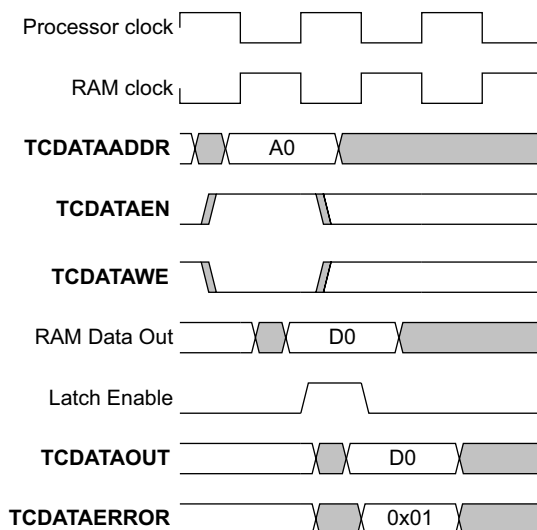 Processor clock
RAM clock
TCDATAADDR A0
TCDATAEN
TCDATAWE
RAM Data Out D0
Latch Enable
TCDATAOUT D0
TCDATAERROR 0x01